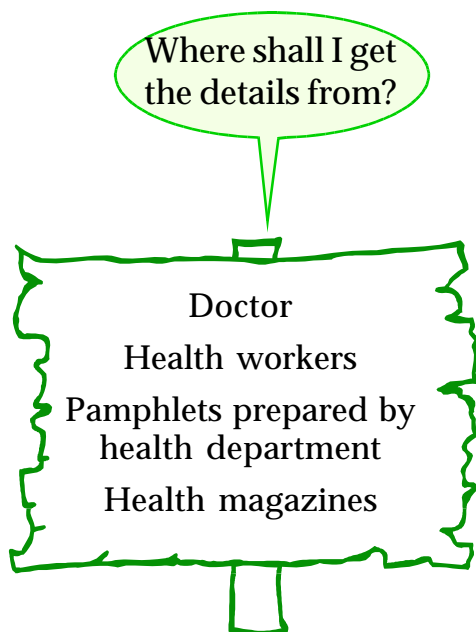 Where shall I get
the details from?
Doctor
Health workers
Pamphlets prepared by
health department
Health magazines